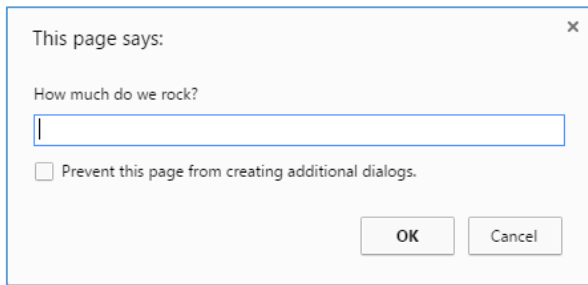 This page says:
How much do we rock?
Prevent this page from creating additional dialogs.
OK Cancel